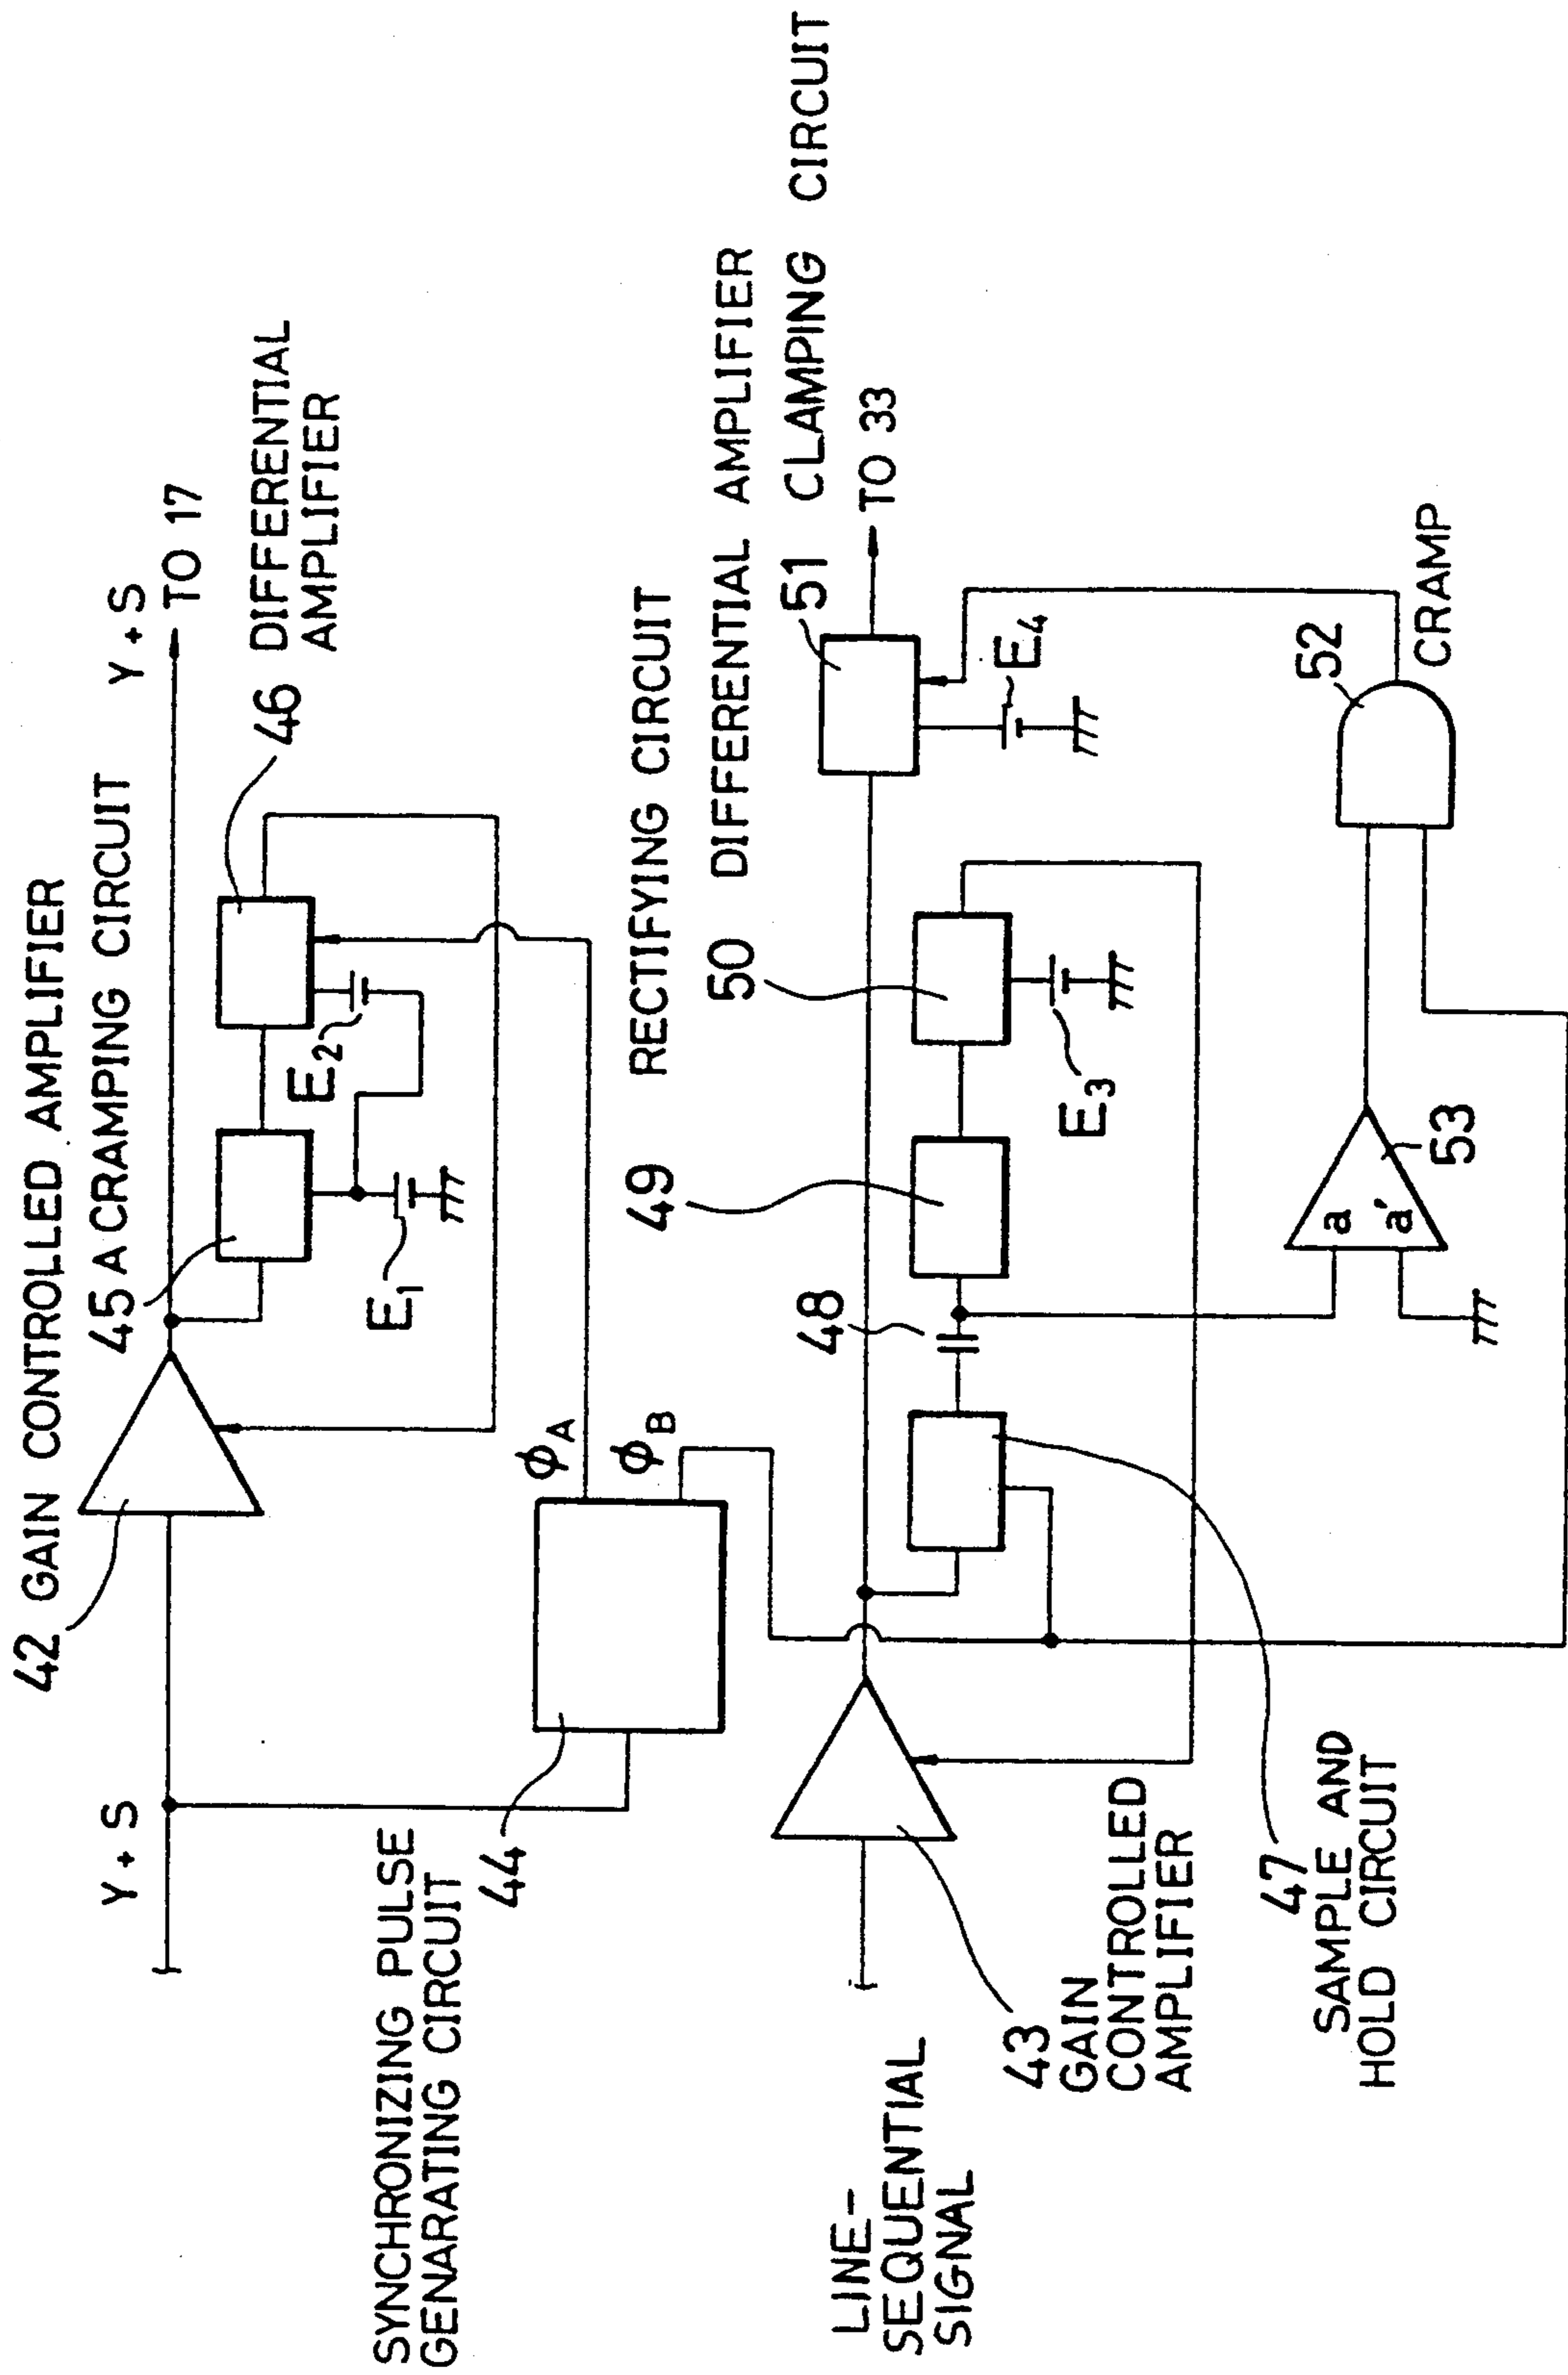 42 GAIN CONTROLLED AMPLIFIER
45 A CRAMPING CIRCUIT
Y + S
Y + S
TO 17
46 DIFFERENTIAL
AMPLIFIER
E1
E2
SYNCHRONIZING PULSE
GENARATING CIRCUIT
44
ΦA
ΦB
49 RECTIFYING CIRCUIT
50 DIFFERENTIAL AMPLIFIER
51 CLAMPING CIRCUIT
48
TO 33
LINE-
SEQUENTIAL
SIGNAL
43
GAIN
CONTROLLED
AMPLIFIER
E3
E4
47
SAMPLE AND
HOLD CIRCUIT
a
a'
53
52
CRAMP